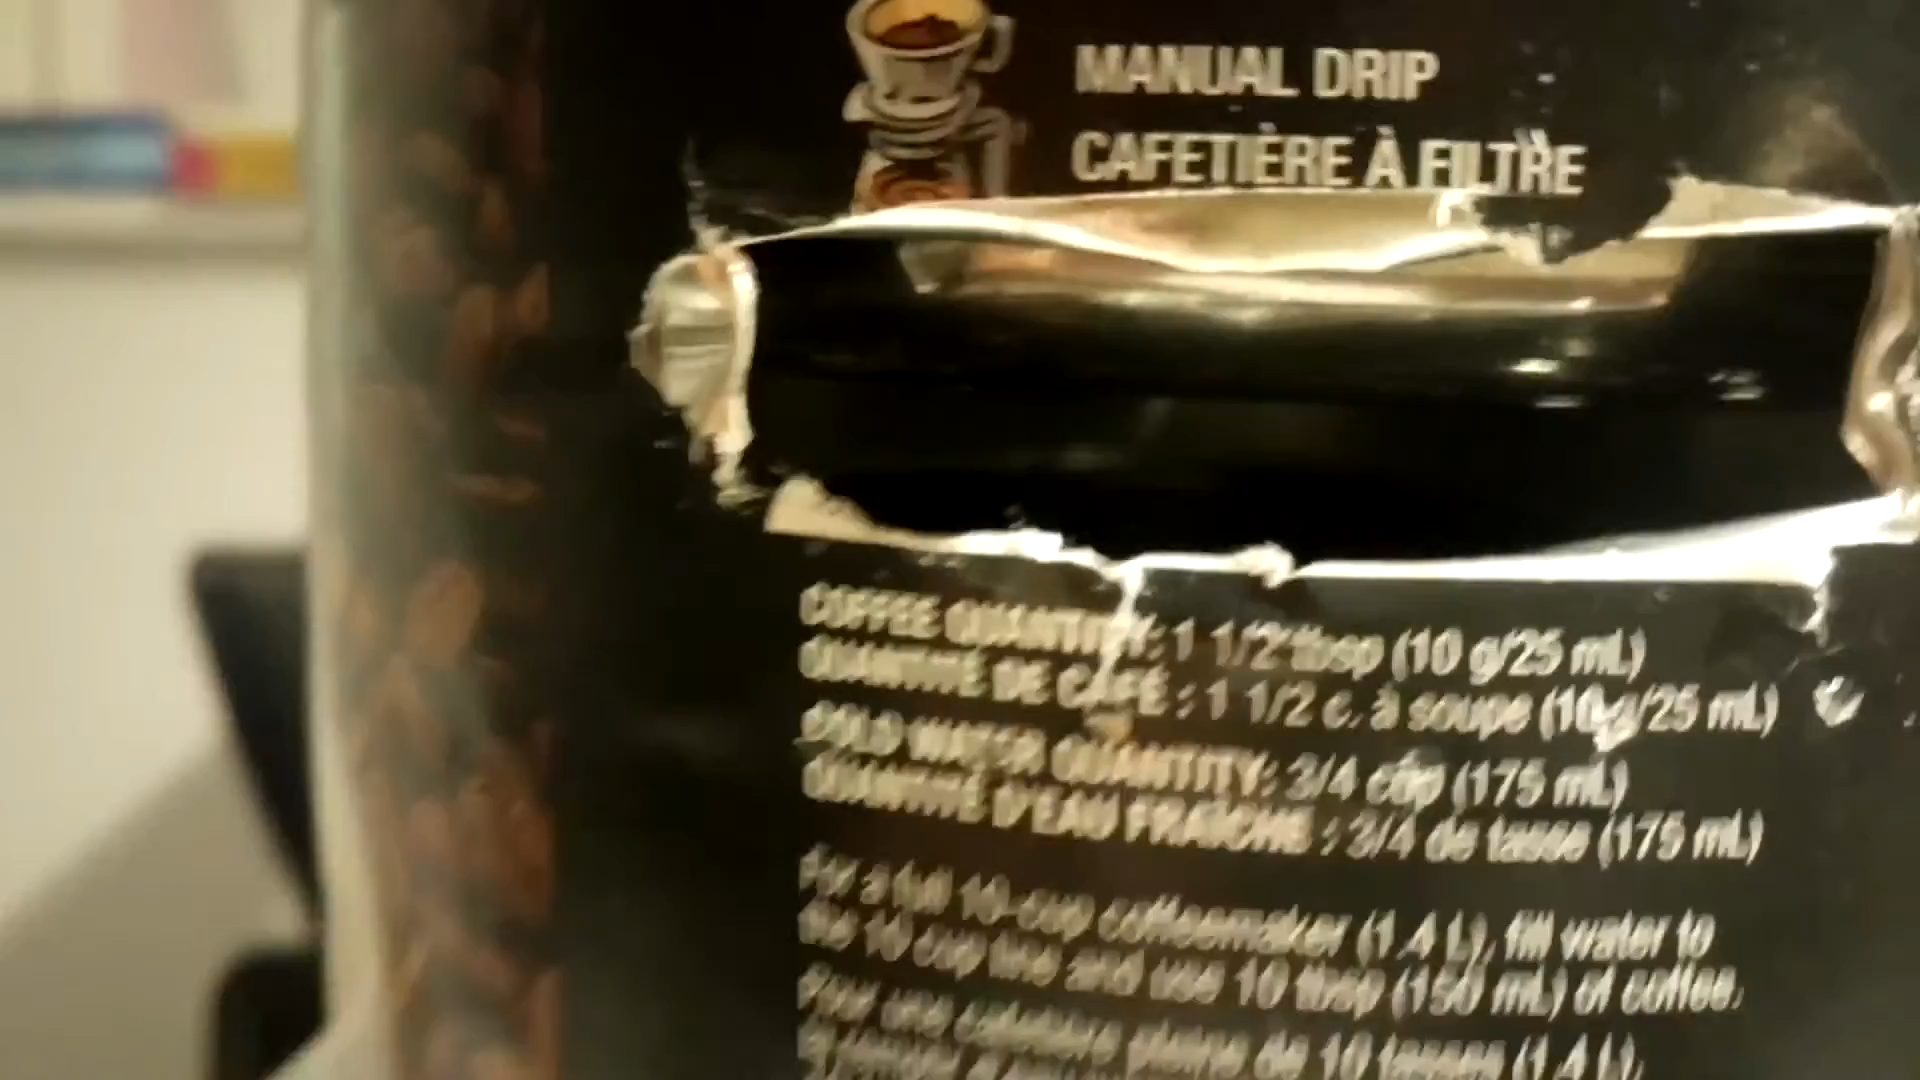 MANUAL DRIP
CAFETIÈRE À FILTRE
COFFEE QUANTITY: 1 1/2 tbsp (10 g/25 mL)
QUANTITÉ DE CAFÉ : 1 1/2 c. à soupe (10 g/25 mL)
COLD WATER QUANTITY: 3/4 cup (175 mL)
QUANTITÉ D'EAU FRAÎCHE : 3/4 de tasse (175 mL)
For a full 10-cup coffeemaker (1.4 L), fill water to
the 10 cup line and use 10 tbsp (150 mL) of coffee.
Pour une cafetière pleine de 10 tasses (1,4 L),